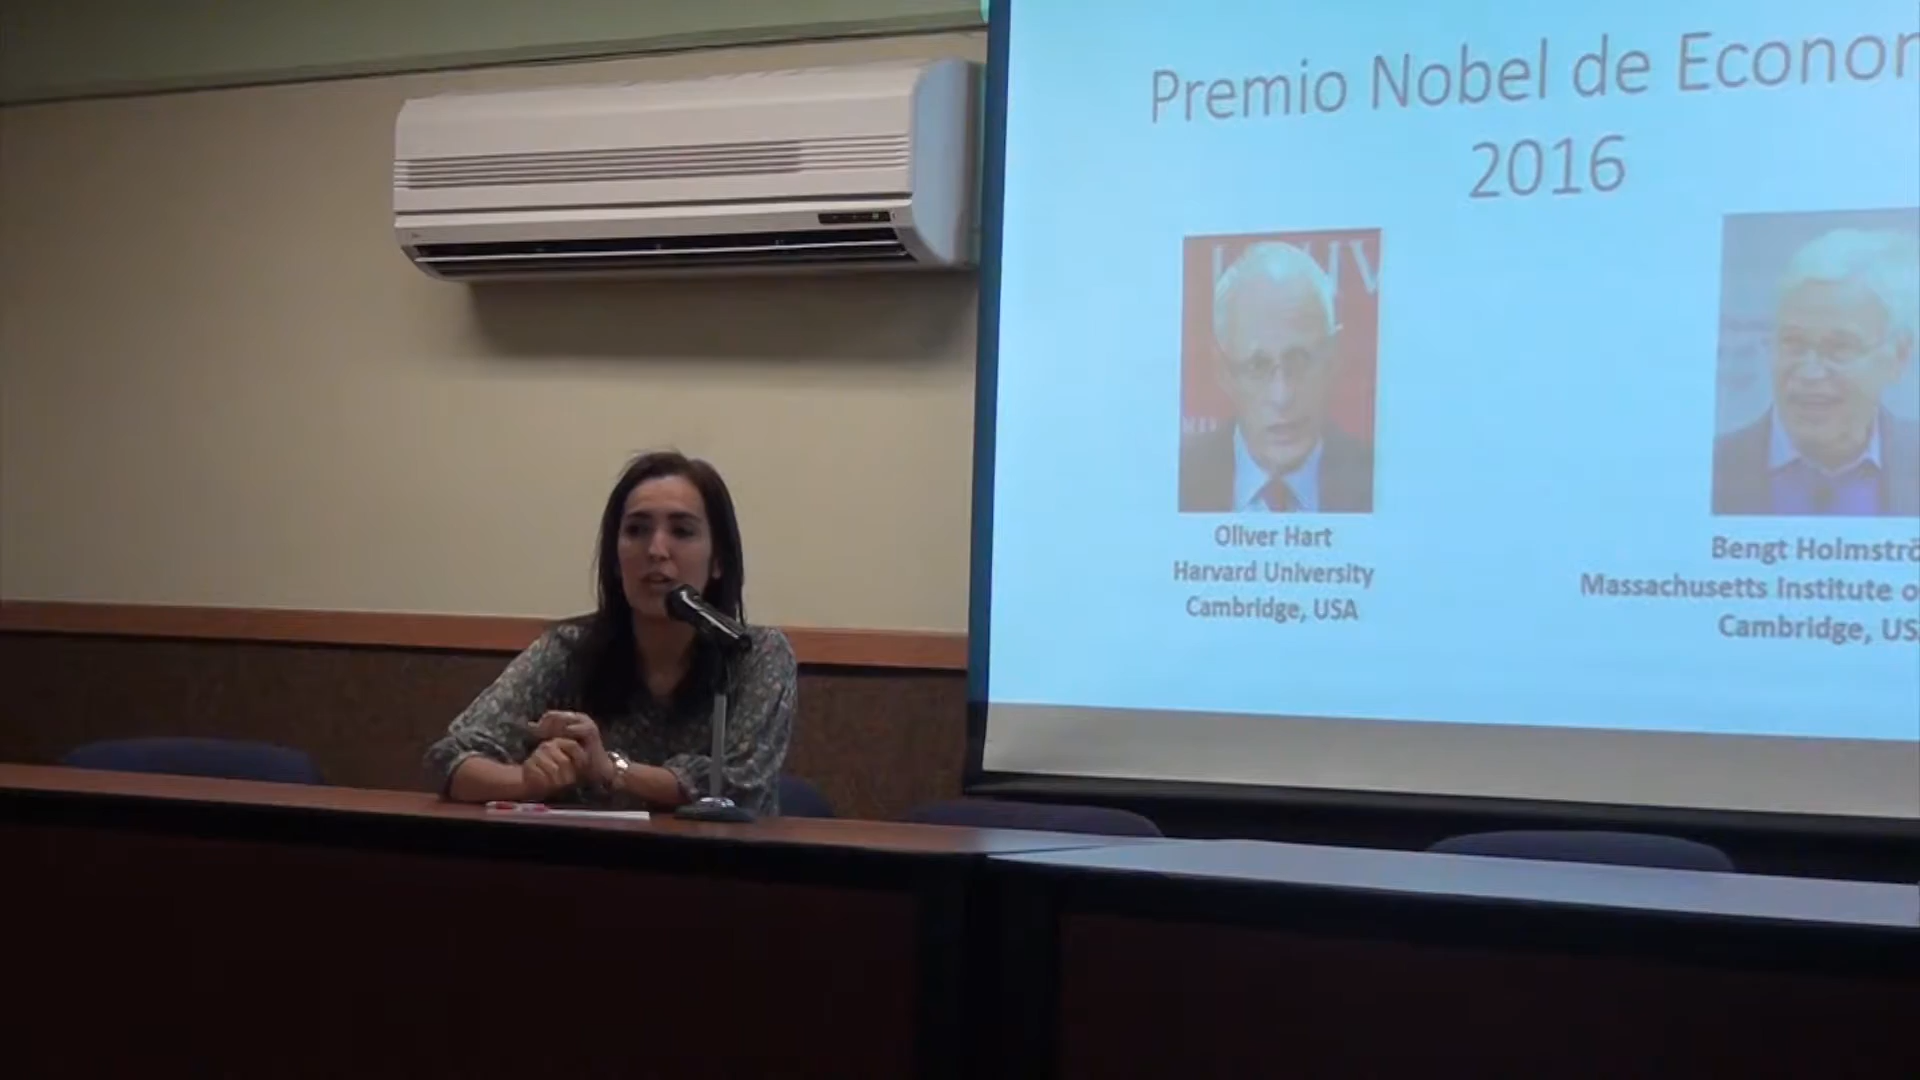 Premio Nobel de Econom
2016
Oliver Hart
Harvard University
Cambridge, USA
Bengt Holmströ
Massachusetts Institute o
Cambridge, US